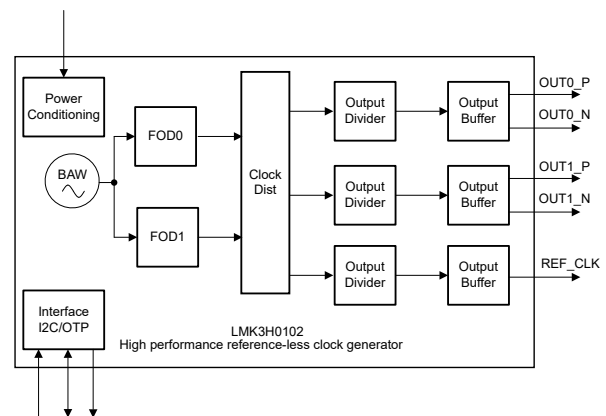 Power
Conditioning
BAW
FOD0
FOD1
Clock
Dist
Output
Divider
Output
Buffer
OUT0_P
OUT0_N
Output
Divider
Output
Buffer
OUT1_P
OUT1_N
Output
Divider
Output
Buffer
REF_CLK
Interface
I2C/OTP
LMK3H0102
High performance reference-less clock generator